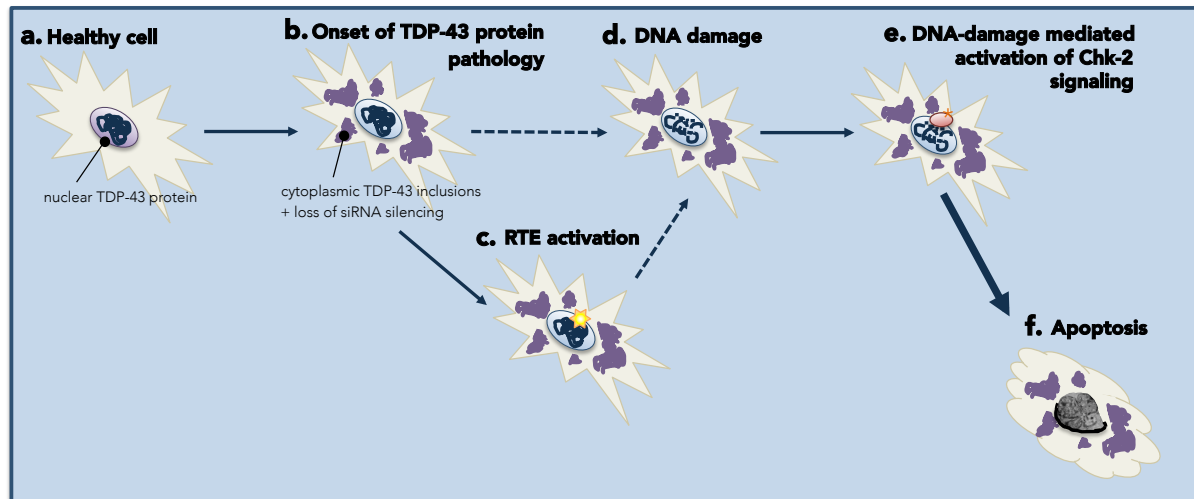 a. Healthy cell
nuclear TDP-43 protein
b. Onset of TDP-43 protein
pathology
cytoplasmic TDP-43 inclusions
+ loss of siRNA silencing
c. RTE activation
d. DNA damage
e. DNA-damage mediated
activation of Chk-2
signaling
f. Apoptosis